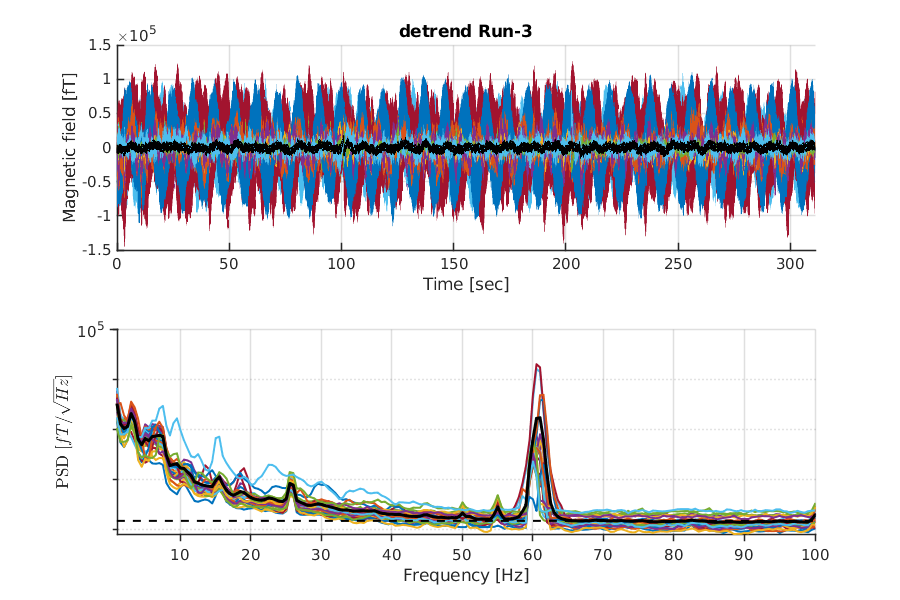 detrend Run-3
×10^5
1.5
1
0.5
0
-0.5
-1
-1.5
Magnetic field [fT]
0 50 100 150 200 250 300
Time [sec]
10^5
PSD [fT/√Hz]
10 20 30 40 50 60 70 80 90 100
Frequency [Hz]